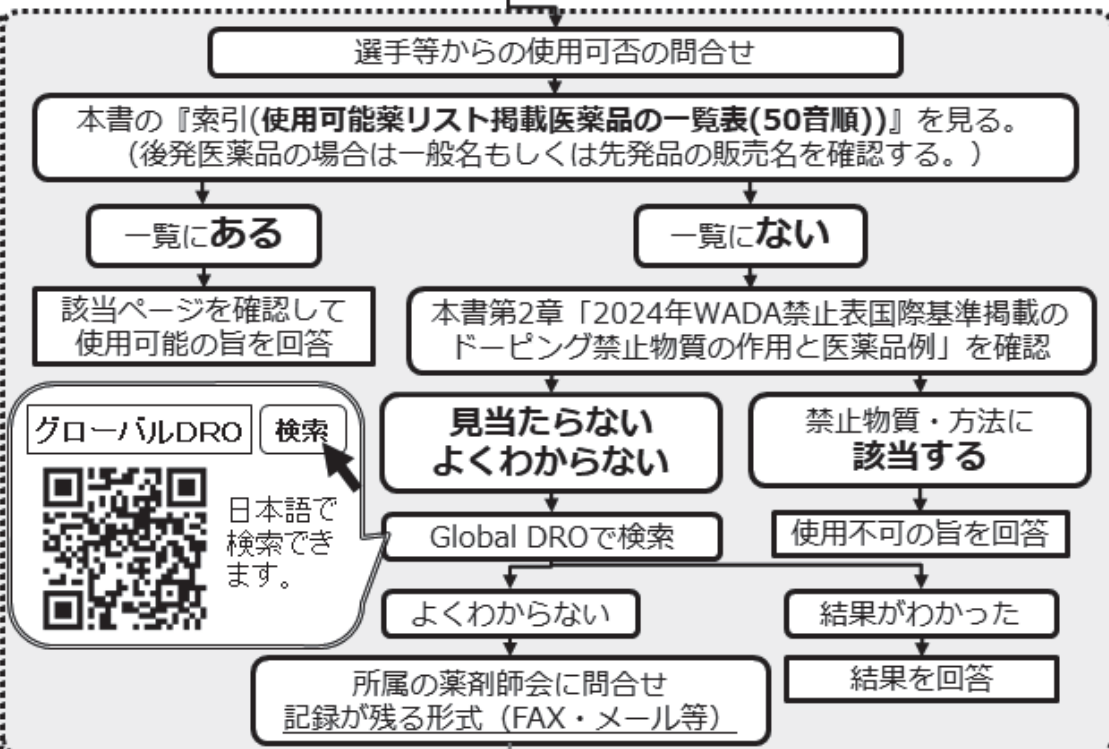 選手等からの使用可否の問合せ
本書の『索引(使用可能薬リスト掲載医薬品の一覧表(50音順))』を見る。
（後発医薬品の場合は一般名もしくは先発品の販売名を確認する。）
一覧にある
一覧にない
該当ページを確認して
使用可能の旨を回答
本書第2章「2024年WADA禁止表国際基準掲載の
ドーピング禁止物質の作用と医薬品例」を確認
グローバルDRO
検索
日本語で
検索でき
ます。
見当たらない
よくわからない
禁止物質・方法に
該当する
Global DROで検索
使用不可の旨を回答
よくわからない
結果がわかった
所属の薬剤師会に問合せ
記録が残る形式（FAX・メール等）
結果を回答